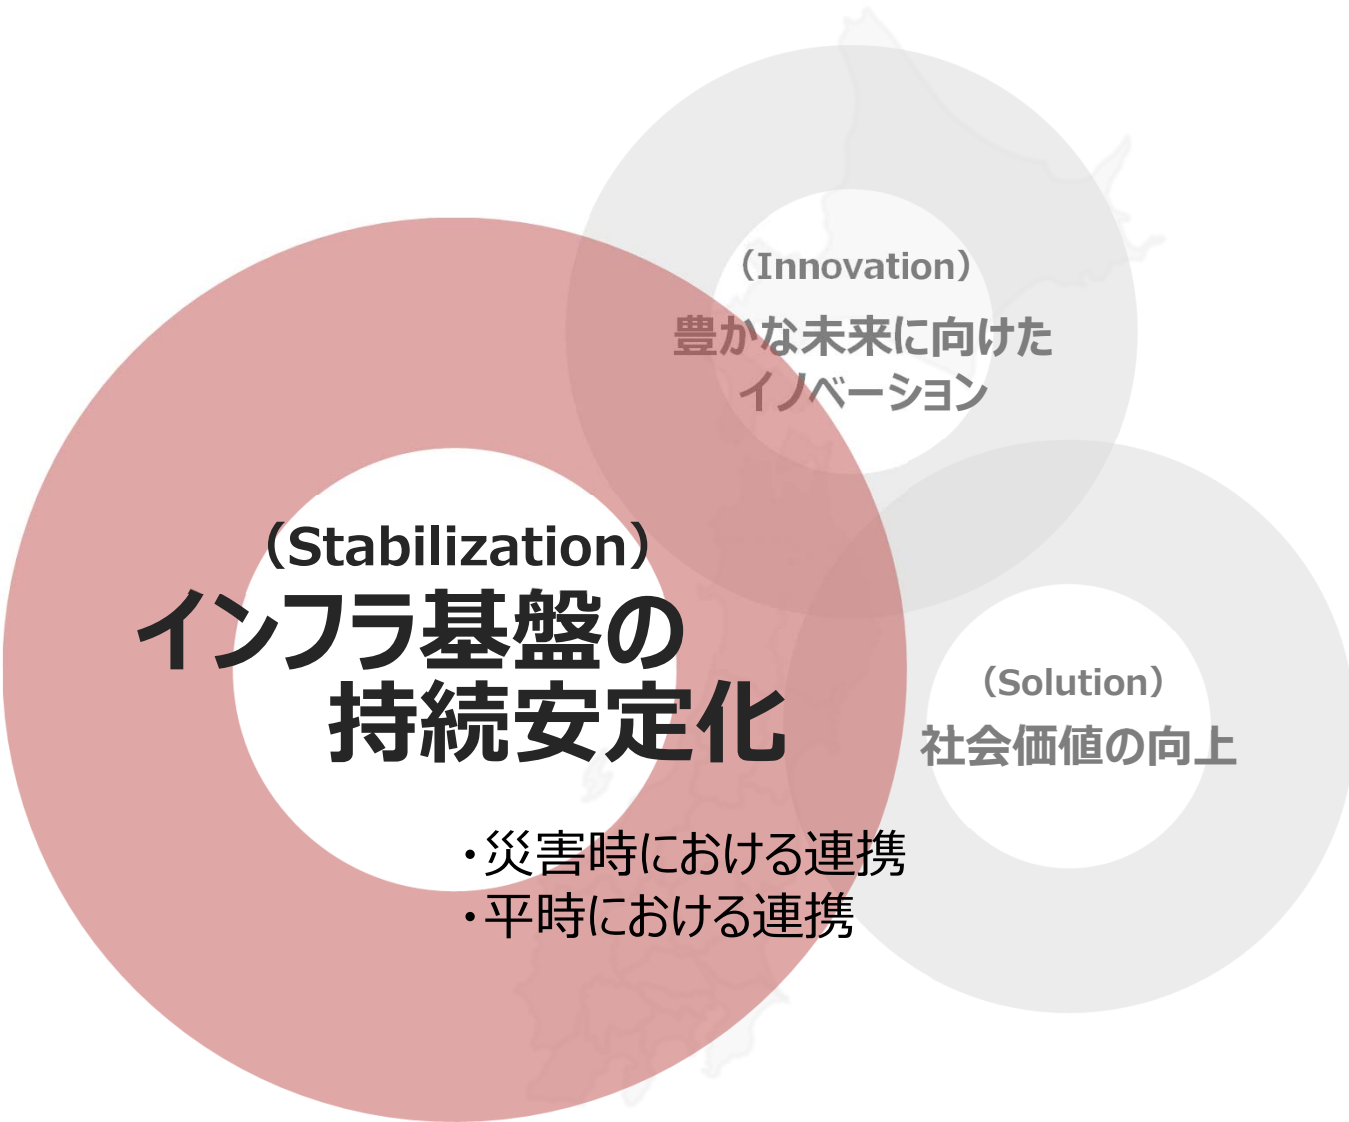 （Innovation）
豊かな未来に向けた
イノベーション
（Stabilization）
インフラ基盤の
持続安定化
・災害時における連携
・平時における連携
（Solution）
社会価値の向上